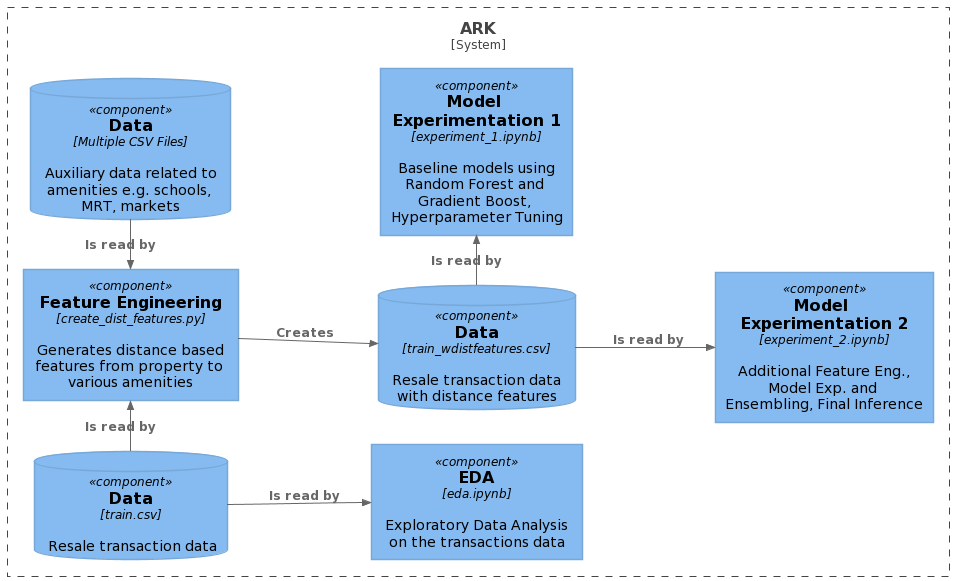 ARK
[System]
«component»
Data
[Multiple CSV Files]
Auxiliary data related to
amenities e.g. schools,
MRT, markets
«component»
Model
Experimentation 1
[experiment_1.ipynb]
Baseline models using
Random Forest and
Gradient Boost,
Hyperparameter Tuning
Is read by
Is read by
«component»
Feature Engineering
[create_dist_features.py]
Generates distance based
features from property to
various amenities
Creates
«component»
Data
[train_wdistfeatures.csv]
Resale transaction data
with distance features
Is read by
«component»
Model
Experimentation 2
[experiment_2.ipynb]
Additional Feature Eng.,
Model Exp. and
Ensembling, Final Inference
Is read by
«component»
Data
[train.csv]
Resale transaction data
Is read by
«component»
EDA
[eda.ipynb]
Exploratory Data Analysis
on the transactions data